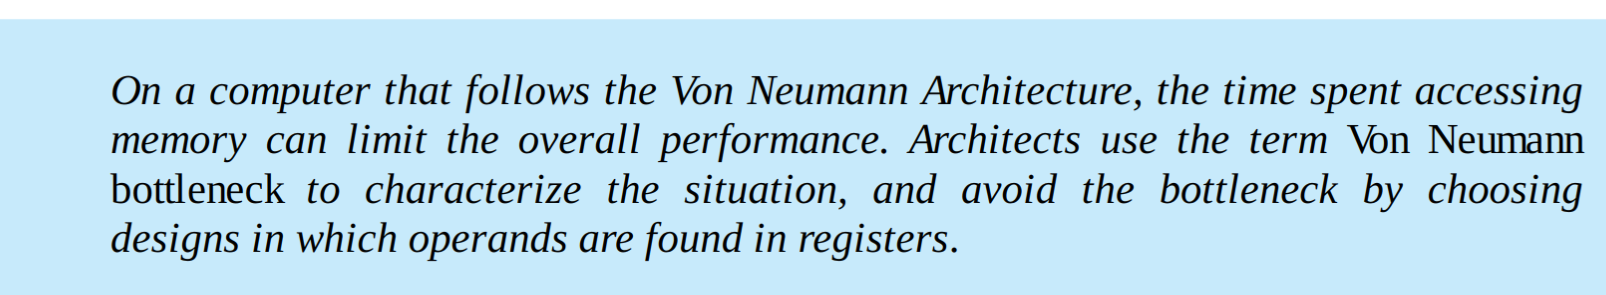 On a computer that follows the Von Neumann Architecture, the time spent accessing
memory can limit the overall performance. Architects use the term Von Neumann
bottleneck to characterize the situation, and avoid the bottleneck by choosing
designs in which operands are found in registers.